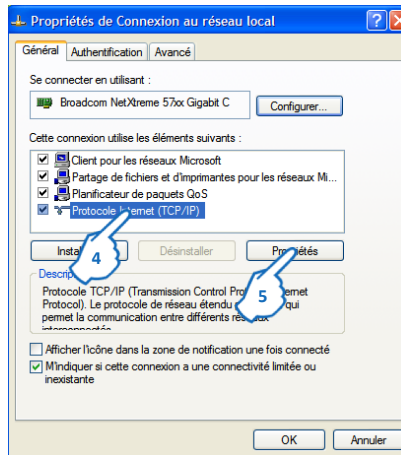 Propriétés de Connexion au réseau local
Général Authentification Avancé
Se connecter en utilisant :
Broadcom NetXtreme 57xx Gigabit C
Configurer...
Cette connexion utilise les éléments suivants :
Client pour les réseaux Microsoft
Partage de fichiers et d'imprimantes pour les réseaux Mi...
Planificateur de paquets QoS
Protocole Internet (TCP/IP)
4
Désinstaller
Propriétés
5
Protocole TCP/IP (Transmission Control
Protocol). Le protocole de réseau étendu qui
permet la communication entre différents
interconnectés
Afficher l'icône dans la zone de notification une fois connecté
M'indiquer si cette connexion a une connectivité limitée ou
inexistante
OK Annuler